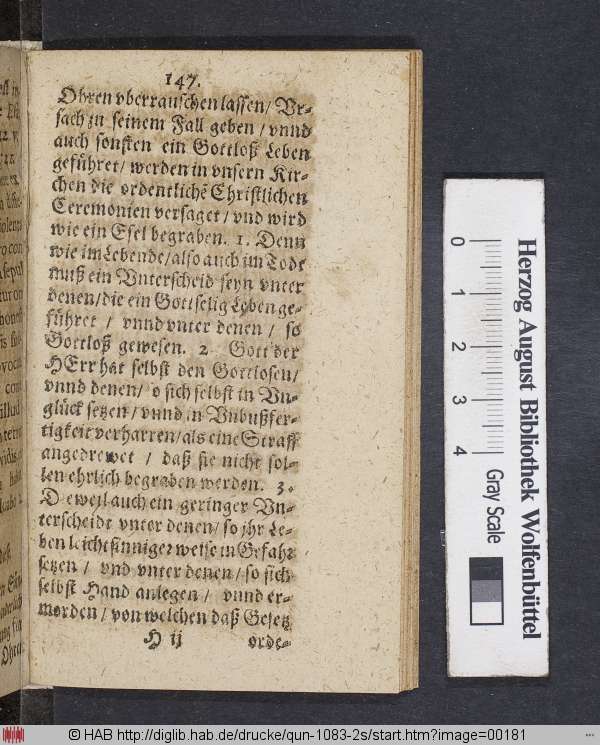 147.
Ohren vberrauschen lassen/ Vr-
sach zu seinem Fall geben / vnnd
auch sonsten ein Gottloß Leben
geführet/ werden in vnsern Kir-
chen die ordentlichē Christlichen
Ceremonien versaget / vnd wird
wie ein Esel begraben. 1. Denn
wie im Lebende/ also auch im Tode
muß ein Vnterscheid seyn vnter
denen/ die ein Gottselig Leben ge-
führet / vnnd vnter denen / so
Gottloß gewesen. 2. Gott der
HErr hat selbst den Gottlosen/
vnnd denen/ ď sich selbst in Vn-
glück setzen / vnnd in Vnbußfer-
tigkeit verharren/ als eine Straff
angedrewet / daß sie nicht sol-
len ehrlich begraben werden. 3.
Deweil auch ein geringer Vn-
terscheidt vnter denen/ so jhr Le-
ben leichtsinniger weise in Gefahr
setzen / vnd vnter denen/ so sich
selbst Hand anlegen / vnnd er-
morden / von welchen daß Gesetz
H ij orde-
Herzog August Bibliothek Wolfenbüttel
0 1 2 3 4 Gray Scale
© HAB http://diglib.hab.de/drucke/qun-1083-2s/start.htm?image=00181